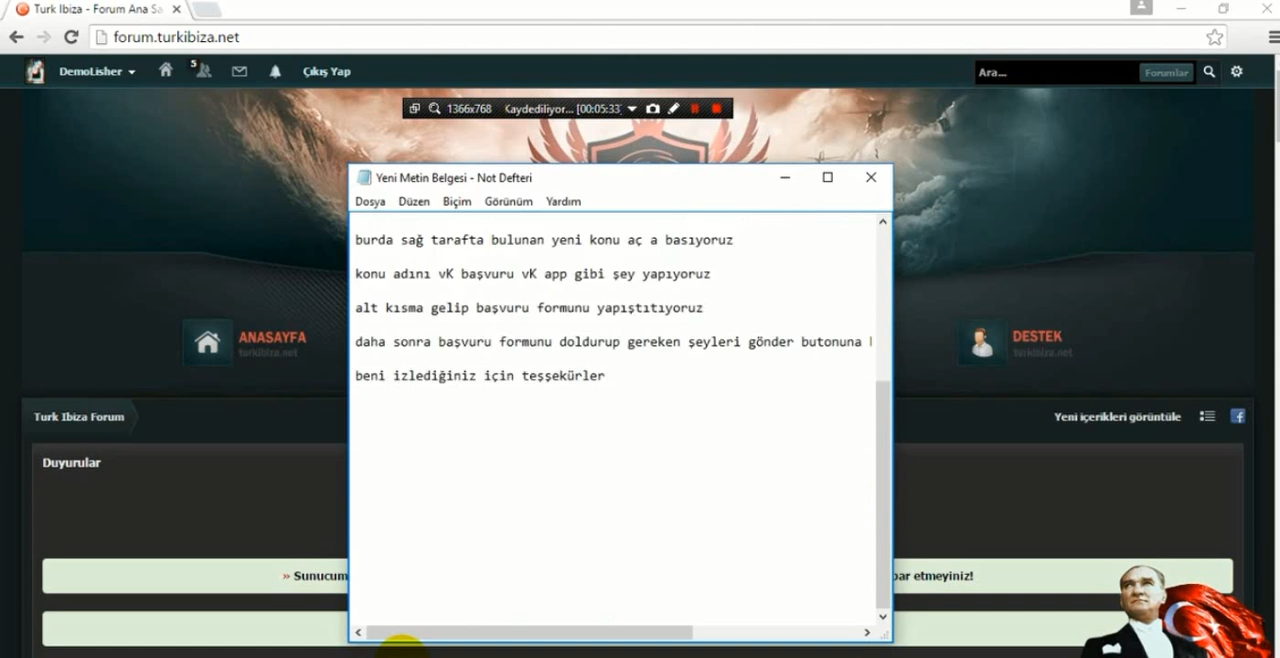 Turk Ibiza - Forum Ana Sa
forum.turkibiza.net
DemoLisher
5
Çıkış Yap
Ara...
Forumlar
1366x768 Kaydediliyor... [00:05:33]
Yeni Metin Belgesi - Not Defteri
Dosya Düzen Biçim Görünüm Yardım
burda sağ tarafta bulunan yeni konu aç a basıyoruz
konu adını vK başvuru vK app gibi şey yapıyoruz
alt kısma gelip başvuru formunu yapıştıtıyoruz
daha sonra başvuru formunu doldurup gereken şeyleri gönder butonuna
beni izlediğiniz için teşşekürler
ANASAYFA
turkibiza.net
DESTEK
turkibiza.net
Turk Ibiza Forum
Yeni içerikleri görüntüle
Duyurular
» Sunucum
bar etmeyiniz!